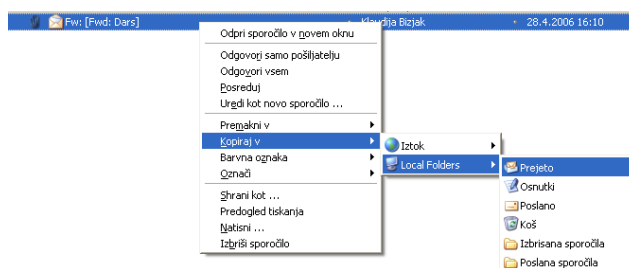 Fw: [Fwd: Dars]
Klaudija Bizjak
28.4.2006 16:10
Odpri sporočilo v novem oknu
Odgovori samo pošiljatelju
Odgovori vsem
Posreduj
Uredi kot novo sporočilo ...
Premakni v
Kopiraj v
Barvna oznaka
Označi
Shrani kot ...
Predogled tiskanja
Natisni ...
Izbriši sporočilo
Iztok
Local Folders
Prejeto
Osnutki
Poslano
Koš
Izbrisana sporočila
Poslana sporočila